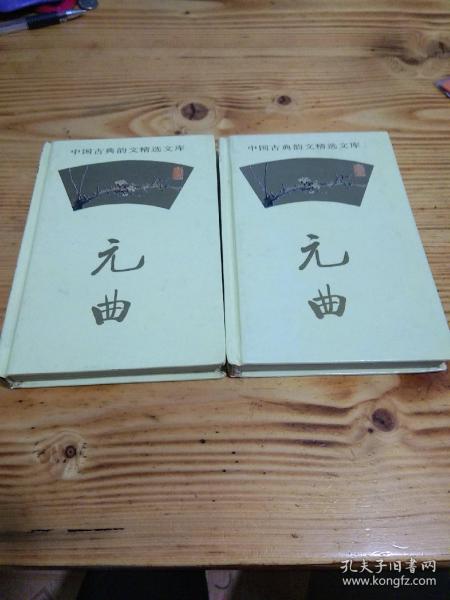 中国古典韵文精选文库
元
曲
中国古典韵文精选文库
元
曲
孔夫子旧书网
www.kongfz.com